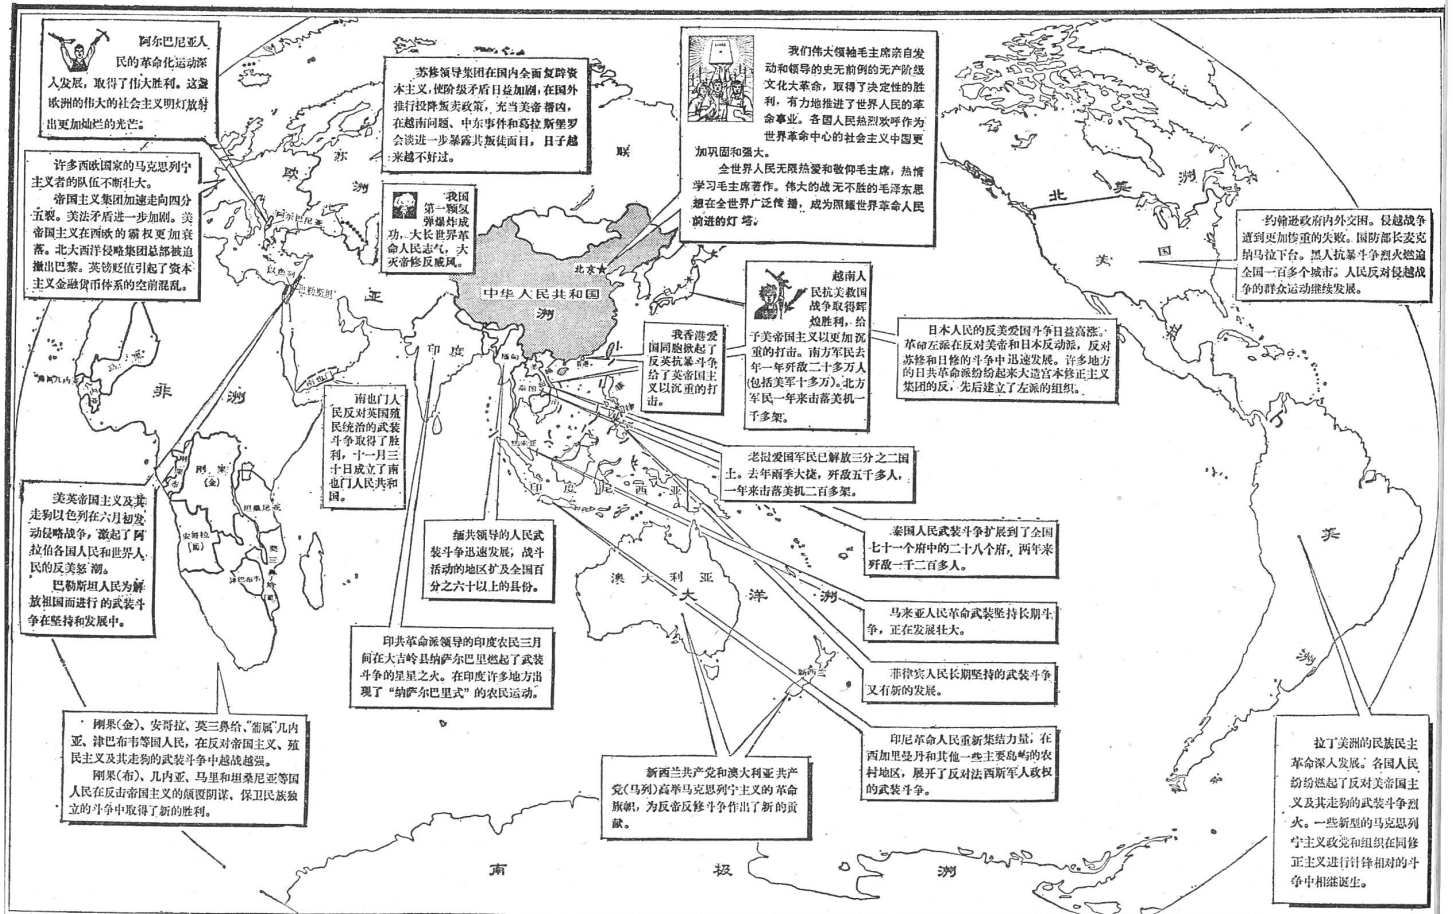 阿尔巴尼亚人
民的革命化运动深
入发展，取得了伟大胜利。这盏
欧洲的伟大的社会主义明灯放射
出更加灿烂的光芒。
许多西欧国家的马克思列宁
主义者的队伍不断壮大。
帝国主义集团加速走向四分
五裂。美法矛盾进一步加剧。美
帝国主义在西欧的霸权更加衰
落。北大西洋侵略集团总部被迫
撤出巴黎。英镑贬值引起了资本
主义金融货币体系的空前混乱。
苏修领导集团在国内全面复辟资
本主义，使阶级矛盾日益加剧，在国外
推行投降叛卖政策，充当美帝帮凶，
在越南问题、中东事件和葛拉斯堡罗
会谈进一步暴露其叛徒面目，日子越
来越不好过。
我国
第一颗氢
弹爆炸成
功，大长世界革
命人民志气，大
灭帝修反威风。
我们伟大领袖毛主席亲自发
动和领导的史无前例的无产阶级
文化大革命，取得了决定性的胜
利，有力地推进了世界人民的革
命事业。各国人民热烈欢呼作为
世界革命中心的社会主义中国更
加巩固和强大。
全世界人民无限热爱和敬仰毛主席，热情
学习毛主席著作。伟大的战无不胜的毛泽东思
想在全世界广泛传播，成为照耀世界革命人民
前进的灯塔。
约翰逊政府内外交困。侵越战争
遭到更加惨重的失败。国防部长麦克
纳马拉下台。黑人抗暴斗争烈火燃遍
全国一百多个城市。人民反对侵越战
争的群众运动继续发展。
越南人
民抗美救国
战争取得辉
煌胜利，给
予美帝国主义以更加沉
重的打击。南方军民去
年一年歼敌二十多万人
(包括美军十多万)。北方
军民一年来击落美机一
千多架。
我香港爱
国同胞掀起了
反英抗暴斗争
给了英帝国主
义以沉重的打
击。
日本人民的反美爱国斗争日益高涨。
革命左派在反对美帝和日本反动派，反对
苏修和日修的斗争中迅速发展。许多地方
的日共革命派纷纷起来大造宫本修正主义
集团的反，先后建立了左派的组织。
南也门人
民反对英国殖
民统治的武装
斗争取得了胜
利，十一月三
十日成立了南
也门人民共和
国。
老挝爱国军民已解放三分之二国
土。去年雨季大捷，歼敌五千多人，
一年来击落美机二百多架。
美英帝国主义及其
走狗以色列在六月初发
动侵略战争，激起了阿
拉伯各国人民和世界人
民的反美怒潮。
巴勒斯坦人民为解
放祖国而进行的武装斗
争在坚持和发展中。
缅共领导的人民武
装斗争迅速发展，战斗
活动的地区扩及全国百
分之六十以上的县份。
泰国人民武装斗争扩展到了全国
七十一个府中的二十八个府，两年来
歼敌一千二百多人。
马来亚人民革命武装坚持长期斗
争，正在发展壮大。
印共革命派领导的印度农民三月
间在大吉岭县纳萨尔巴里燃起了武装
斗争的星星之火。在印度许多地方出
现了“纳萨尔巴里式”的农民运动。
菲律宾人民长期坚持的武装斗争
又有新的发展。
刚果(金)、安哥拉、莫三鼻给、“葡属”几内
亚、津巴布韦等国人民，在反对帝国主义、殖
民主义及其走狗的武装斗争中越战越强。
刚果(布)、几内亚、马里和坦桑尼亚等国
人民在反击帝国主义的颠覆阴谋、保卫民族独
立的斗争中取得了新的胜利。
印尼革命人民重新集结力量，在
西加里曼丹和其他一些主要岛屿的农
村地区，展开了反对法西斯军人政权
的武装斗争。
新西兰共产党和澳大利亚共产
党(马列)高举马克思列宁主义的革命
旗帜，为反帝反修斗争作出了新的贡
献。
拉丁美洲的民族民主
革命深入发展。各国人民
纷纷燃起了反对美帝国主
义及其走狗的武装斗争烈
火。一些新型的马克思列
宁主义政党和组织在同修
正主义进行针锋相对的斗
争中相继诞生。
苏
联
欧
洲
阿尔巴尼亚
以色列
巴勒斯坦
亚
洲
北京
中华人民共和国
北美洲
美国
非洲
印度
缅甸
泰国
马来亚
印度尼西亚
刚果
(金)
坦桑尼亚
安哥拉
(葡)
津巴布韦
澳大利亚
大洋洲
新西兰
美
洲
南极洲